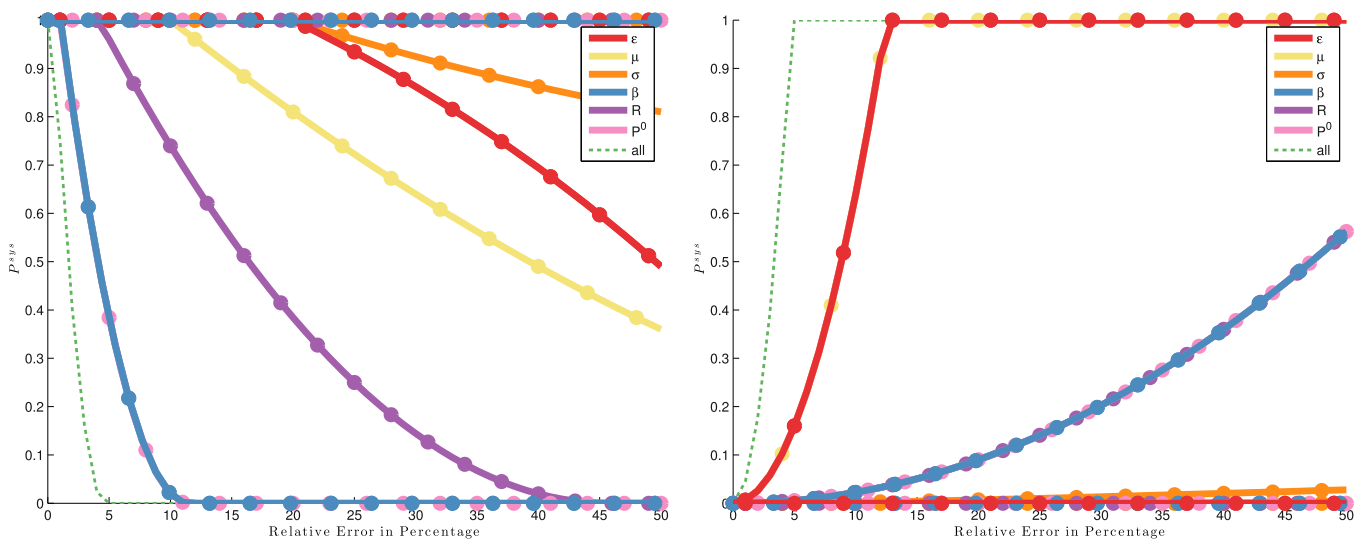 1
0.9
0.8
0.7
0.6
0.5
0.4
0.3
0.2
0.1
0
P^sys
0 5 10 15 20 25 30 35 40 45 50
Relative Error in Percentage
ε
μ
σ
β
R
P^0
all
1
0.9
0.8
0.7
0.6
0.5
0.4
0.3
0.2
0.1
0
P^sys
0 5 10 15 20 25 30 35 40 45 50
Relative Error in Percentage
ε
μ
σ
β
R
P^0
all